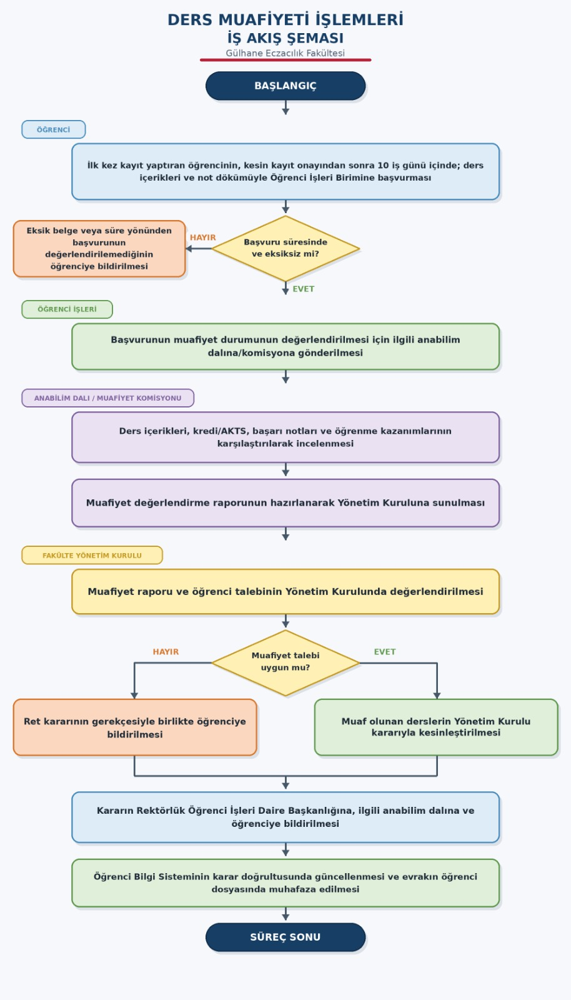 DERS MUAFİYETİ İŞLEMLERİ
İŞ AKIŞ ŞEMASI
Gülhane Eczacılık Fakültesi
BAŞLANGIÇ
ÖĞRENCİ
İlk kez kayıt yaptıran öğrencinin, kesin kayıt onayından sonra 10 iş günü içinde; ders
içerikleri ve not dökümüyle Öğrenci İşleri Birimine başvurması
Eksik belge veya süre yönünden
başvurunun
değerlendirilemediğinin
öğrenciye bildirilmesi
HAYIR
Başvuru süresinde
ve eksiksiz mi?
EVET
ÖĞRENCİ İŞLERİ
Başvurunun muafiyet durumunun değerlendirilmesi için ilgili anabilim
dalına/komisyona gönderilmesi
ANABİLİM DALI / MUAFİYET KOMİSYONU
Ders içerikleri, kredi/AKTS, başarı notları ve öğrenme kazanımlarının
karşılaştırılarak incelenmesi
Muafiyet değerlendirme raporunun hazırlanarak Yönetim Kuruluna sunulması
FAKÜLTE YÖNETİM KURULU
Muafiyet raporu ve öğrenci talebinin Yönetim Kurulunda değerlendirilmesi
HAYIR
Muafiyet talebi
uygun mu?
EVET
Ret kararının gerekçesiyle birlikte öğrenciye
bildirilmesi
Muaf olunan derslerin Yönetim Kurulu
kararıyla kesinleştirilmesi
Kararın Rektörlük Öğrenci İşleri Daire Başkanlığına, ilgili anabilim dalına ve
öğrenciye bildirilmesi
Öğrenci Bilgi Sisteminin karar doğrultusunda güncellenmesi ve evrakın öğrenci
dosyasında muhafaza edilmesi
SÜREÇ SONU